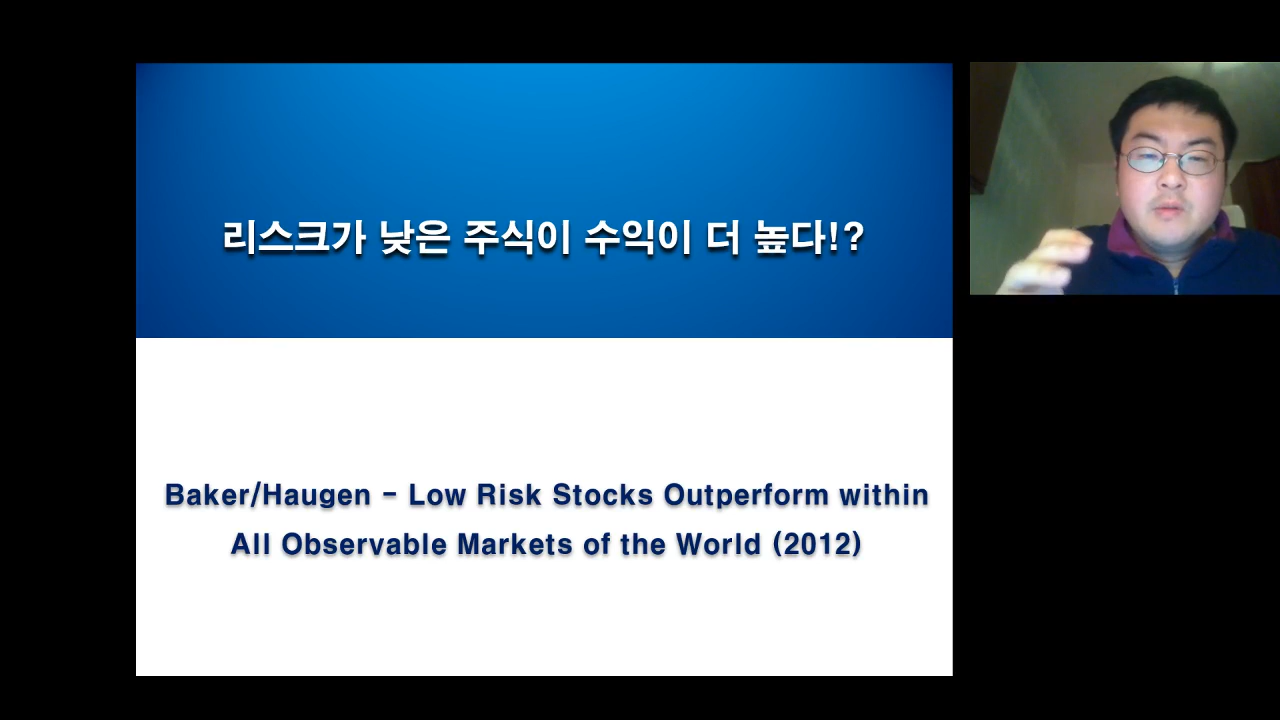 리스크가 낮은 주식이 수익이 더 높다!?
Baker/Haugen - Low Risk Stocks Outperform within
All Observable Markets of the World (2012)